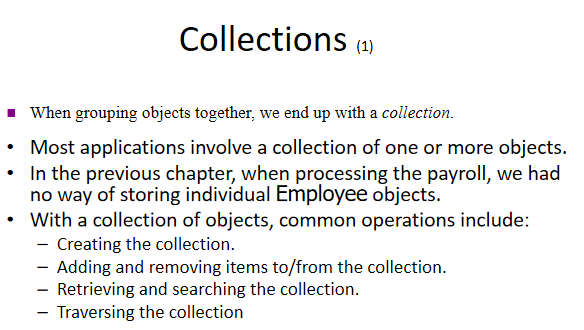 Collections (1)
■ When grouping objects together, we end up with a collection.
• Most applications involve a collection of one or more objects.
• In the previous chapter, when processing the payroll, we had
no way of storing individual Employee objects.
• With a collection of objects, common operations include:
– Creating the collection.
– Adding and removing items to/from the collection.
– Retrieving and searching the collection.
– Traversing the collection